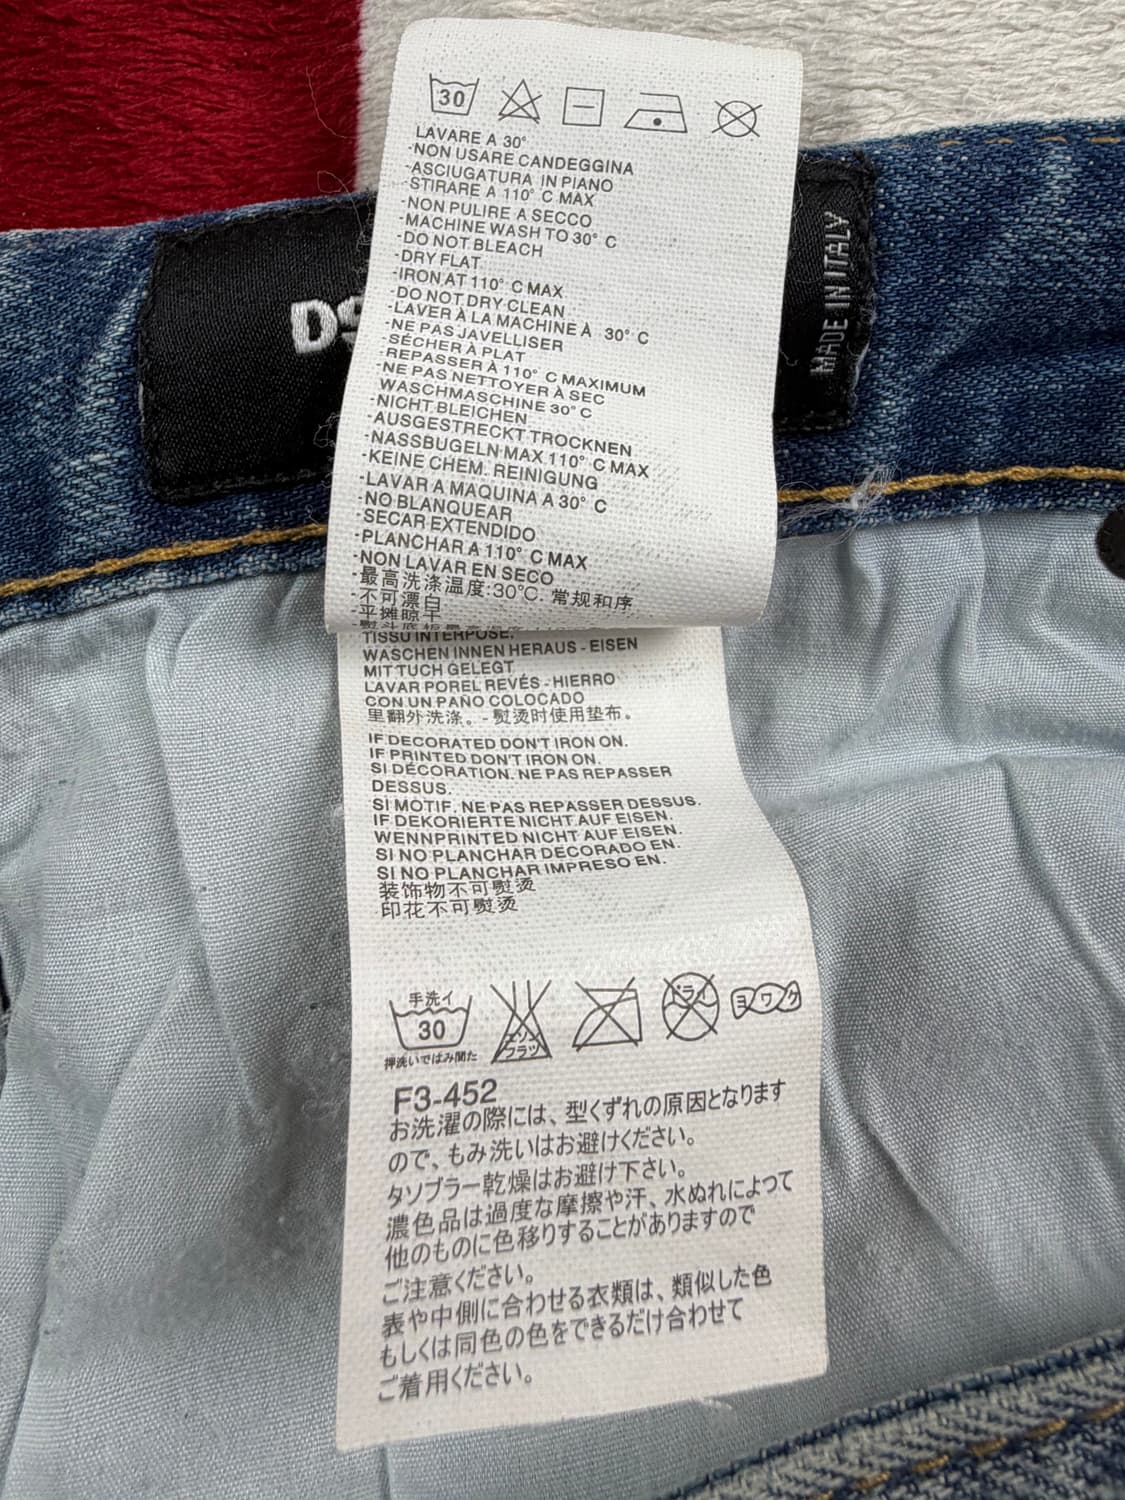 30
LAVARE A 30°
-NON USARE CANDEGGINA
-ASCIUGATURA IN PIANO
-STIRARE A 110° C MAX
-NON PULIRE A SECCO
-MACHINE WASH TO 30° C
-DO NOT BLEACH
-DRY FLAT
-IRON AT 110° C MAX
-DO NOT DRY CLEAN
-LAVER À LA MACHINE À 30° C
-NE PAS JAVELLISER
-SÉCHER À PLAT
-REPASSER À 110° C MAXIMUM
-NE PAS NETTOYER À SEC
WASCHMASCHINE 30° C
-NICHT BLEICHEN
-AUSGESTRECKT TROCKNEN
-NASSBUGELN MAX 110° C MAX
-KEINE CHEM. REINIGUNG
-LAVAR A MAQUINA A 30° C
-NO BLANQUEAR
-SECAR EXTENDIDO
-PLANCHAR A 110° C MAX
-NON LAVAR EN SECO
-最高洗涤温度:30℃. 常规和序
-不可漂白
-平摊晾干
DS
MADE IN ITALY
TISSU INTERPOSÉ.
WASCHEN INNEN HERAUS - EISEN
MIT TUCH GELEGT
LAVAR POREL REVÉS - HIERRO
CON UN PAÑO COLOCADO
里翻外洗涤。- 熨烫时使用垫布。
IF DECORATED DON'T IRON ON.
IF PRINTED DON'T IRON ON.
SI DÉCORATION. NE PAS REPASSER
DESSUS.
SI MOTIF. NE PAS REPASSER DESSUS.
IF DEKORIERTE NICHT AUF EISEN.
WENNPRINTED NICHT AUF EISEN.
SI NO PLANCHAR DECORADO EN.
SI NO PLANCHAR IMPRESO EN.
装饰物不可熨烫
印花不可熨烫
手洗イ
30
エソ
フラツ
ヨワク
F3-452
お洗濯の際には、型くずれの原因となります
ので、もみ洗いはお避けください。
タソブラー乾燥はお避け下さい。
濃色品は過度な摩擦や汗、水ぬれによつて
他のものに色移りすることがありますので
ご注意ください。
表や中側に合わせる衣類は、類似した色
もしくは同色の色をできるだけ合わせて
ご着用ください。